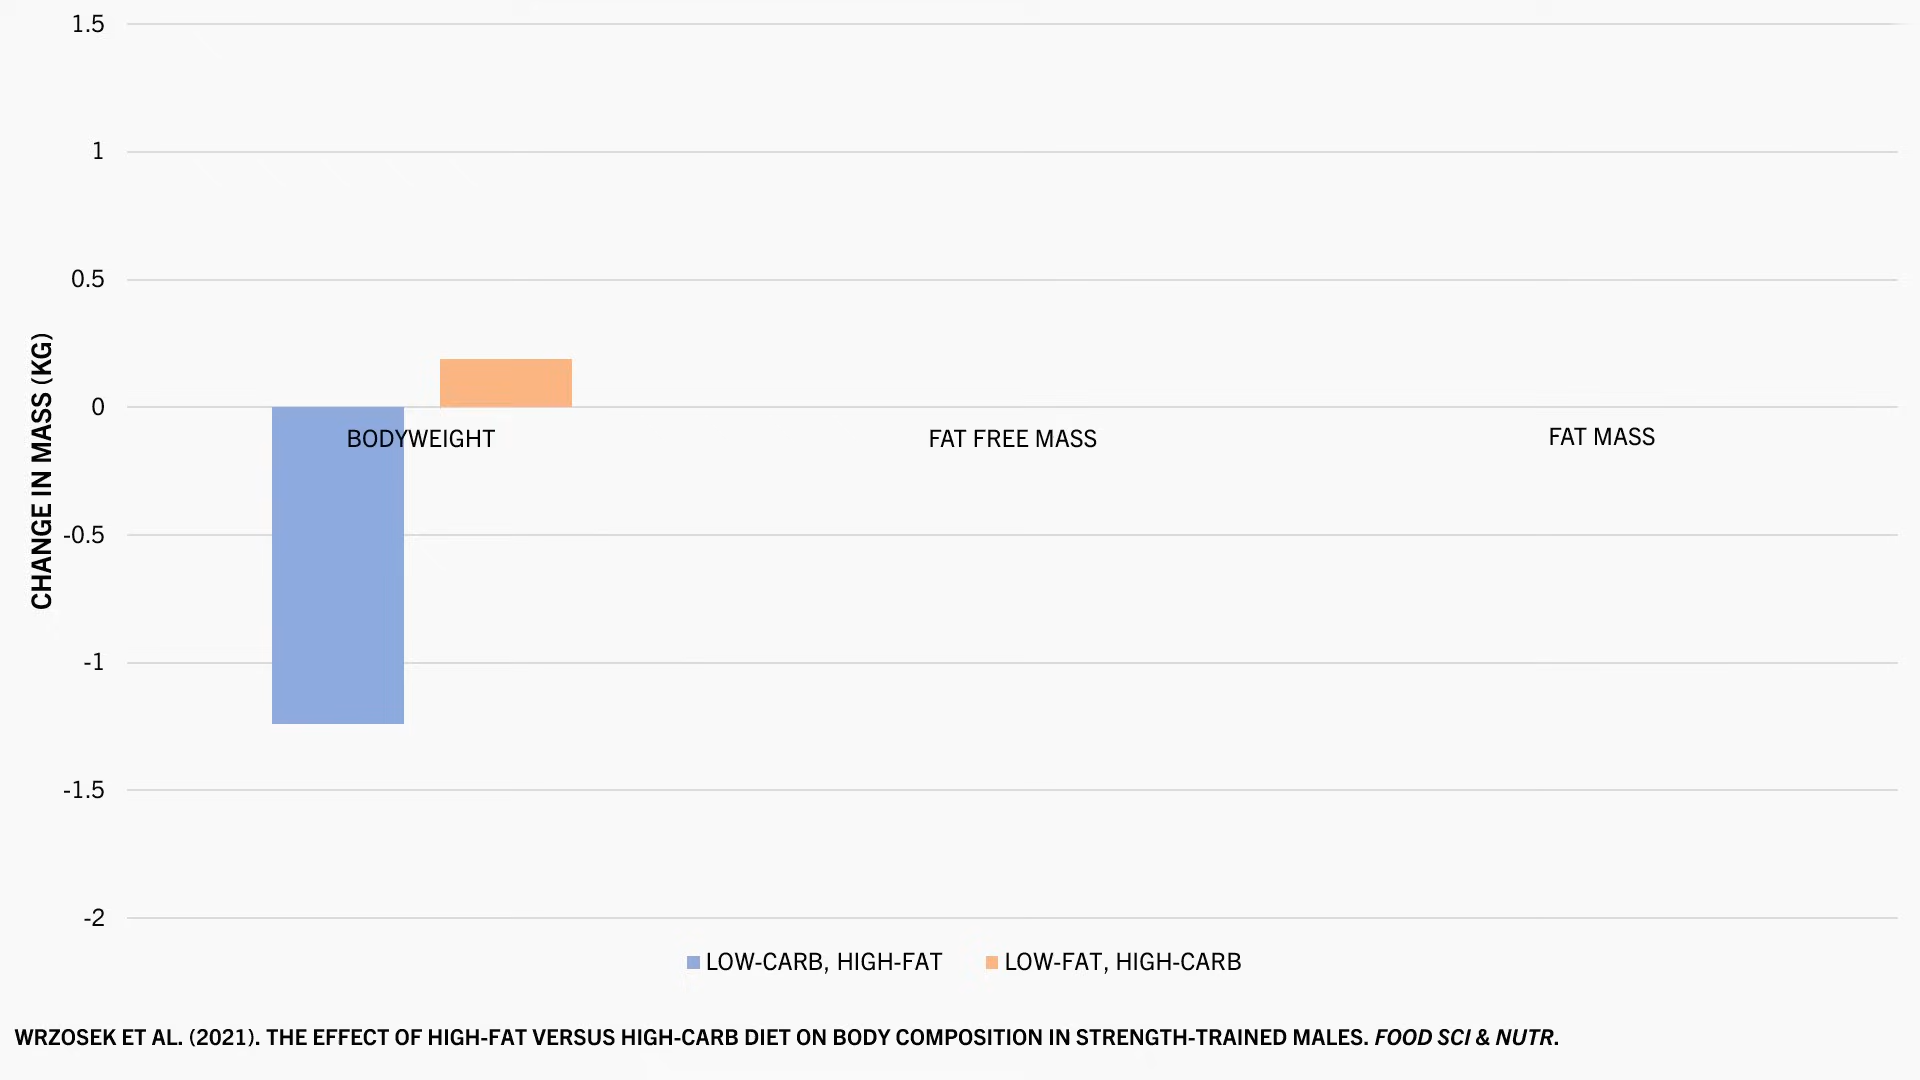 1.5
1
0.5
0
-0.5
-1
-1.5
-2
CHANGE IN MASS (KG)
BODYWEIGHT
FAT FREE MASS
FAT MASS
LOW-CARB, HIGH-FAT
LOW-FAT, HIGH-CARB
WRZOSEK ET AL. (2021). THE EFFECT OF HIGH-FAT VERSUS HIGH-CARB DIET ON BODY COMPOSITION IN STRENGTH-TRAINED MALES. FOOD SCI & NUTR.